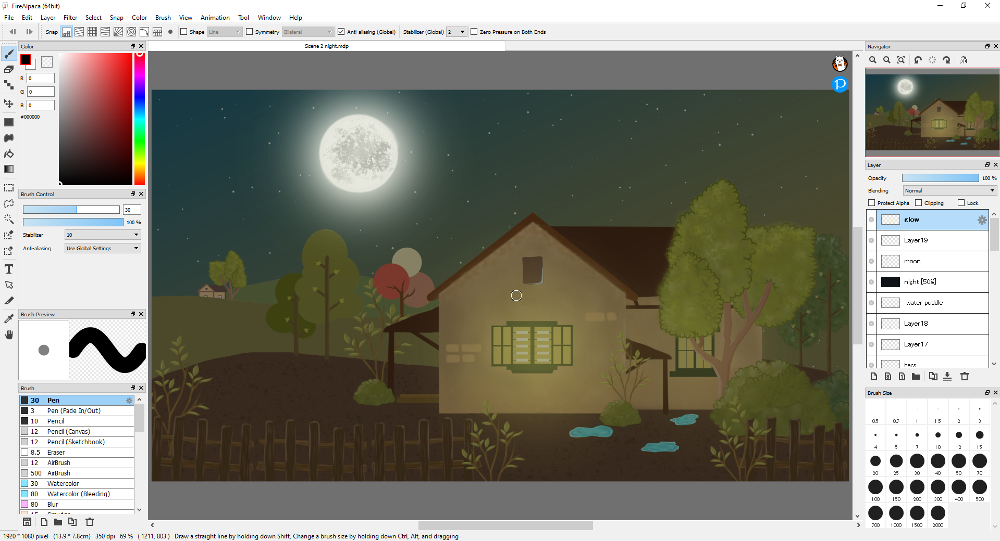 FireAlpaca (64bit)
File Edit Layer Filter Select Snap Color Brush View Animation Tool Window Help
Snap off Shape Line Symmetry Bilateral Anti-aliasing (Global) Stabilizer (Global) 2 Zero Pressure on Both Ends
Color
Scene 2 night.mdp
Navigator
R 0
G 0
B 0
#000000
P
Brush Control
30
100 %
Stabilizer 10
Anti-aliasing Use Global Settings
Brush Preview
Brush
30 Pen
3 Pen (Fade In/Out)
10 Pencil
12 Pencil (Canvas)
12 Pencil (Sketchbook)
8.5 Eraser
12 AirBrush
500 AirBrush
30 Watercolor
80 Watercolor (Bleeding)
80 Blur
15 Smudge
Layer
Opacity 100 %
Blending Normal
Protect Alpha Clipping Lock
glow
Layer19
moon
night [50%]
water puddle
Layer18
Layer17
bars
8 1
Brush Size
0.5 0.7 1 1.5 2 3
4 5 7 10 12 15
20 25 30 40 50 70
100 150 200 300 400 500
700 1000 1500 2000
T
1920 * 1080 pixel (13.9 * 7.8cm) 350 dpi 69 % ( 1211, 803 ) Draw a straight line by holding down Shift, Change a brush size by holding down Ctrl, Alt, and dragging